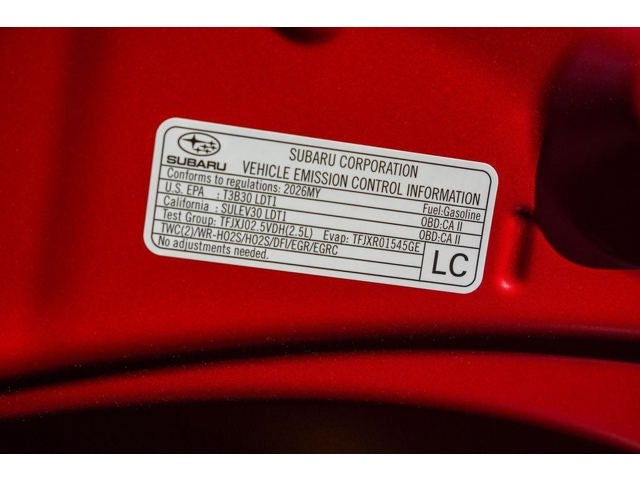 SUBARU
SUBARU CORPORATION
VEHICLE EMISSION CONTROL INFORMATION
Conforms to regulations: 2026MY Fuel:Gasoline
U.S. EPA : T3B30 LDT1 OBD:CA II
California : SULEV30 LDT1 OBD:CA II
Test Group: TFJXJ02.5VDH(2.5L) Evap: TFJXR01545GE
TWC(2)/WR-HO2S/HO2S/DFI/EGR/EGRC
No adjustments needed.
LC